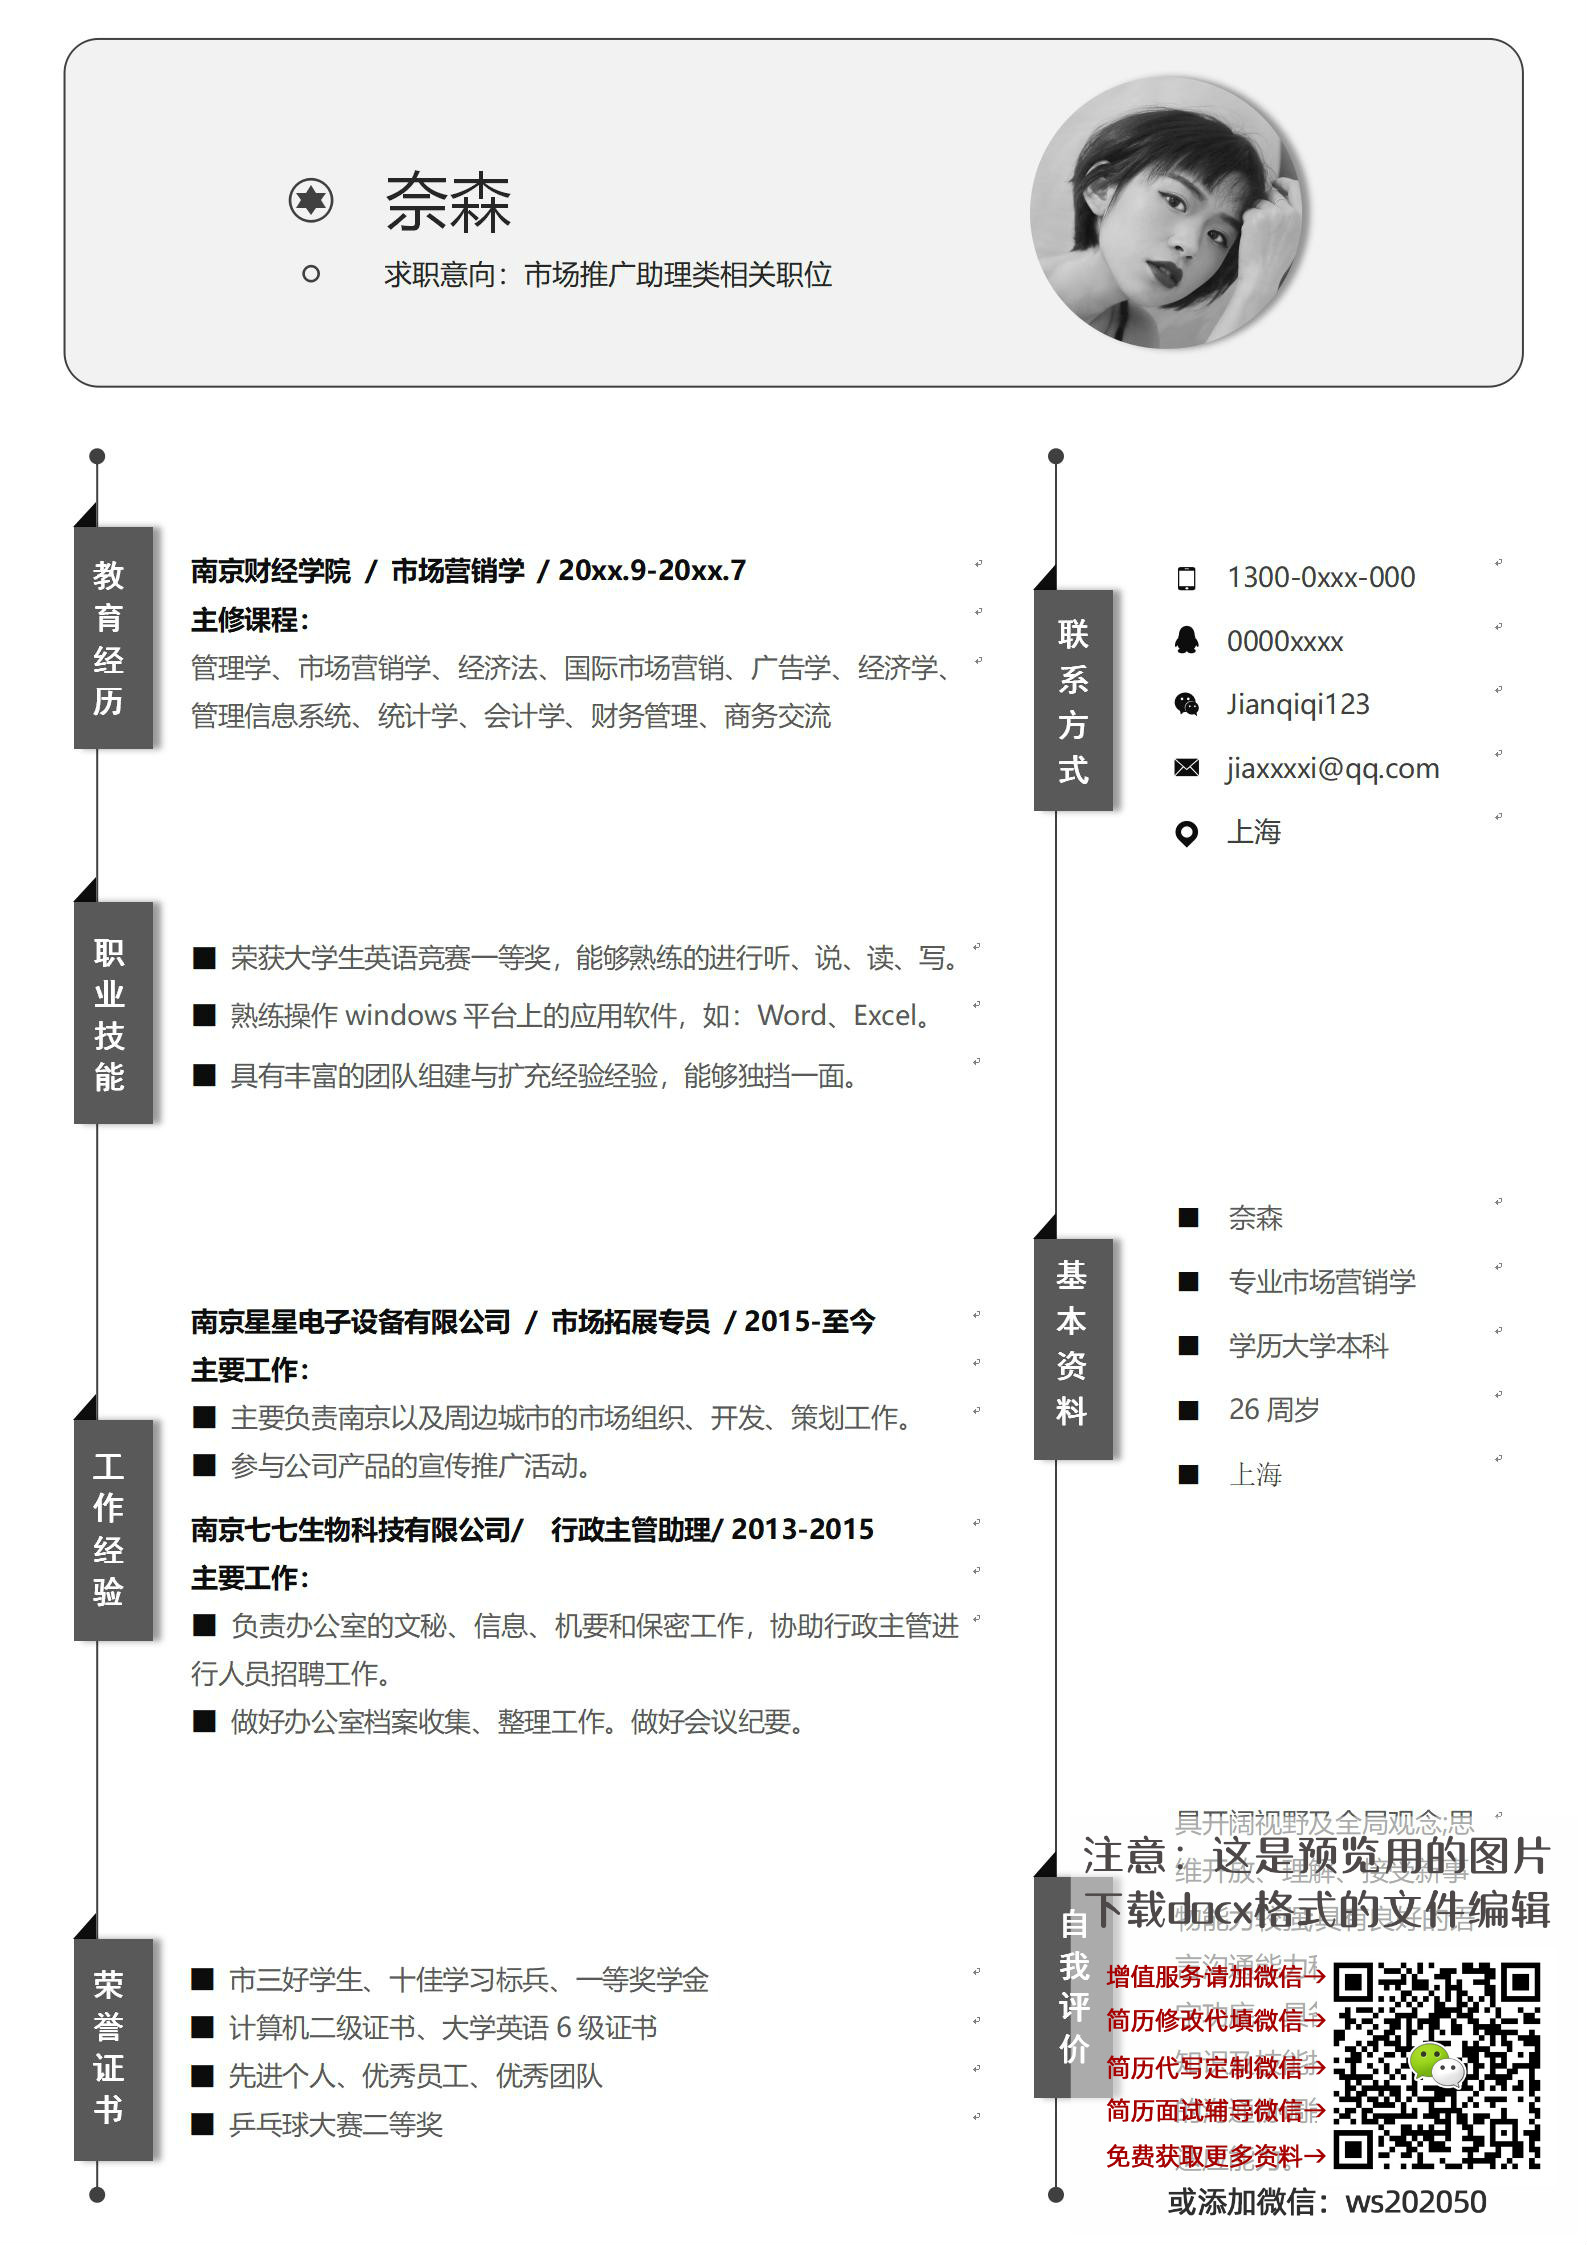 奈森
求职意向：市场推广助理类相关职位
教育经历
南京财经学院 / 市场营销学 / 20xx.9-20xx.7
主修课程：
管理学、市场营销学、经济法、国际市场营销、广告学、经济学、
管理信息系统、统计学、会计学、财务管理、商务交流
职业技能
荣获大学生英语竞赛一等奖，能够熟练的进行听、说、读、写。
熟练操作 windows 平台上的应用软件，如：Word、Excel。
具有丰富的团队组建与扩充经验经验，能够独挡一面。
工作经验
南京星星电子设备有限公司 / 市场拓展专员 / 2015-至今
主要工作：
主要负责南京以及周边城市的市场组织、开发、策划工作。
参与公司产品的宣传推广活动。
南京七七生物科技有限公司/ 行政主管助理/ 2013-2015
主要工作：
负责办公室的文秘、信息、机要和保密工作，协助行政主管进
行人员招聘工作。
做好办公室档案收集、整理工作。做好会议纪要。
荣誉证书
市三好学生、十佳学习标兵、一等奖学金
计算机二级证书、大学英语 6 级证书
先进个人、优秀员工、优秀团队
乒乓球大赛二等奖
联系方式
1300-0xxx-000
0000xxxx
Jianqiqi123
jiaxxxxi@qq.com
上海
基本资料
奈森
专业市场营销学
学历大学本科
26 周岁
上海
自我评价
具开阔视野及全局观念;思
维开放、理解、接受新事
物能力较强;具有良好的语
注意：这是预览用的图片
下载docx格式的文件编辑
增值服务请加微信→
简历修改代填微信→
简历代写定制微信→
简历面试辅导微信→
免费获取更多资料→
适应能力。
或添加微信：ws202050